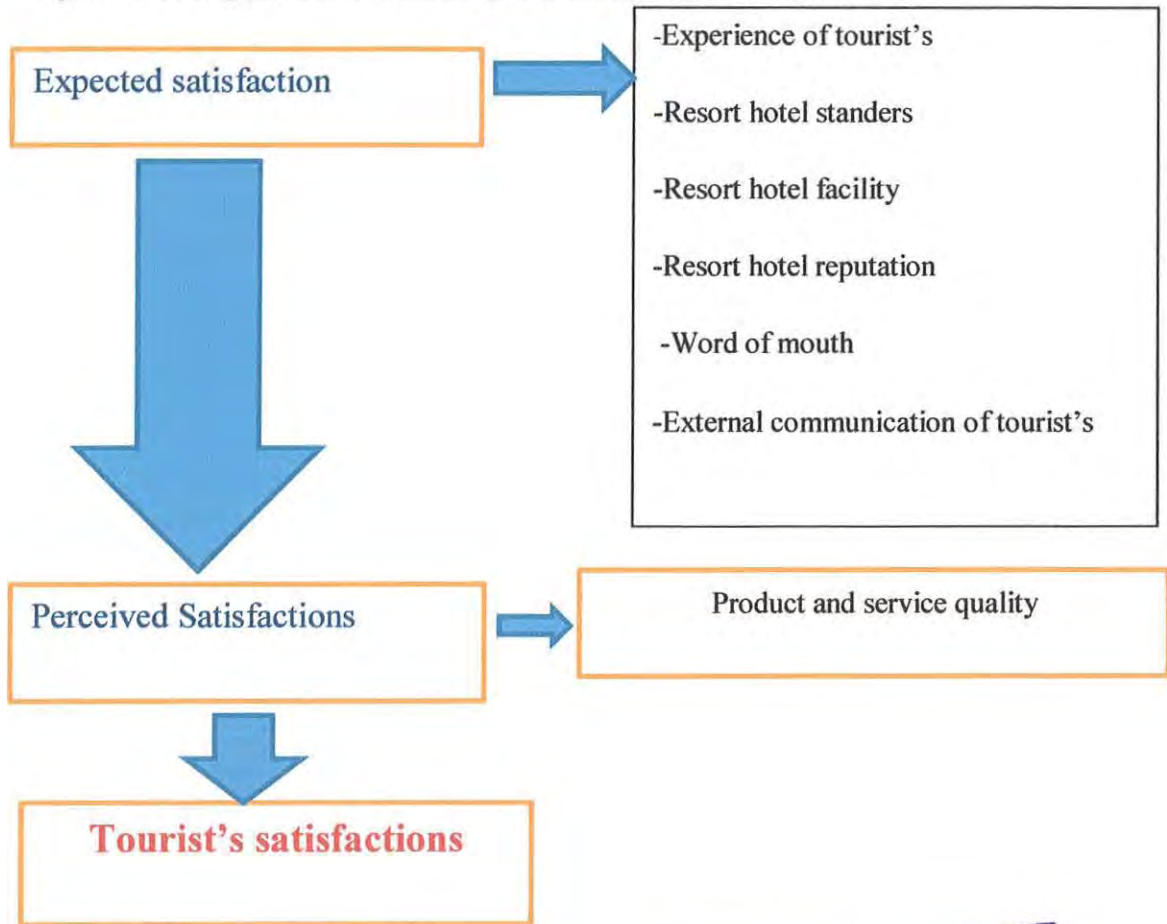 Expected satisfaction
-Experience of tourist's
-Resort hotel standers
-Resort hotel facility
-Resort hotel reputation
-Word of mouth
-External communication of tourist's
Perceived Satisfactions
Product and service quality
Tourist's satisfactions